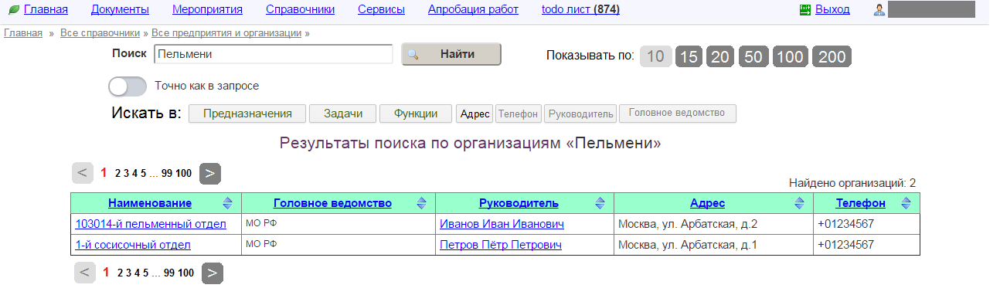 Главная Документы Мероприятия Справочники Сервисы Апробация работ todo лист (874) Exit Выход
Главная » Все справочники » Все предприятия и организации »
Поиск Пельмени Найти Показывать по: 10 15 20 50 100 200
Точно как в запросе
Искать в: Предназначения Задачи Функции Адрес Телефон Руководитель Головное ведомство
Результаты поиска по организациям «Пельмени»
< 1 2 3 4 5 ... 99 100 >
Найдено организаций: 2
Наименование Головное ведомство Руководитель Адрес Телефон
103014-й пельменный отдел МО РФ Иванов Иван Иванович Москва, ул. Арбатская, д.2 +01234567
1-й сосисочный отдел МО РФ Петров Пётр Петрович Москва, ул. Арбатская, д.1 +01234567
< 1 2 3 4 5 ... 99 100 >